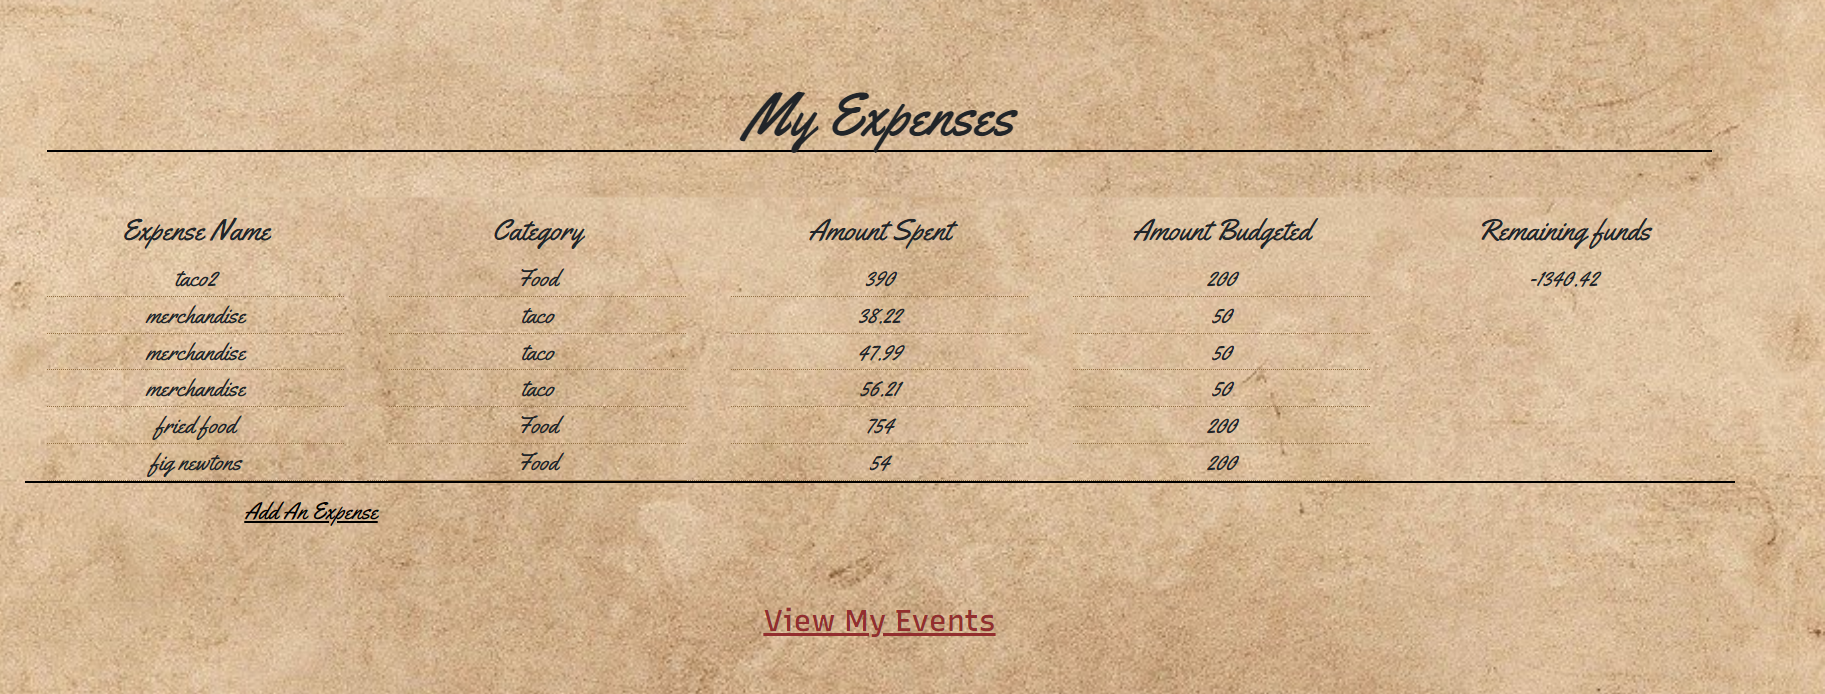 My Expenses
Expense Name Category Amount Spent Amount Budgeted Remaining funds
taco2 Food 390 200 -1340.42
merchandise taco 38.22 50
merchandise taco 47.99 50
merchandise taco 56.21 50
fried food Food 754 200
fig newtons Food 54 200
Add An Expense
View My Events